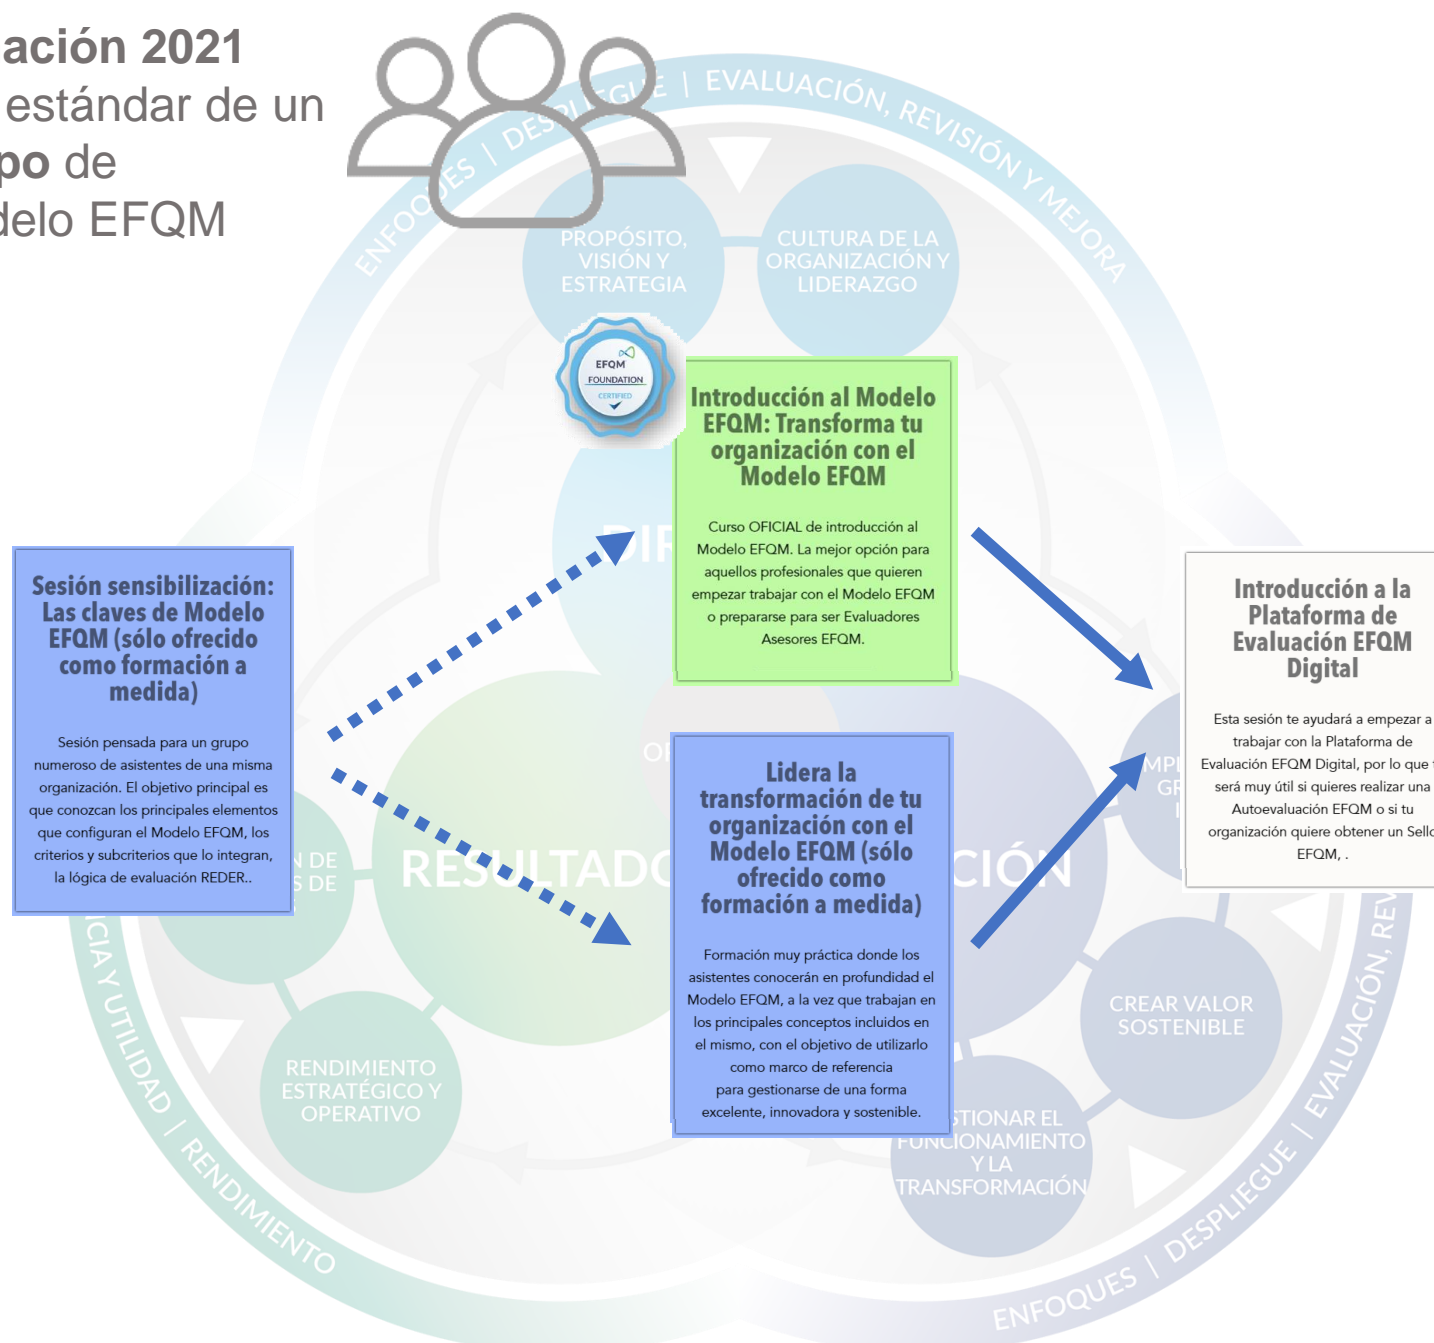 ación 2021
estándar de un
po de
delo EFQM
ENFOQUES | DESPLIEGUE | EVALUACIÓN, REVISIÓN Y MEJORA
PROPÓSITO,
VISIÓN Y
ESTRATEGIA
CULTURA DE LA
ORGANIZACIÓN Y
LIDERAZGO
EFQM
FOUNDATION
CERTIFIED
Introducción al Modelo
EFQM: Transforma tu
organización con el
Modelo EFQM
Curso OFICIAL de introducción al
Modelo EFQM. La mejor opción para
aquellos profesionales que quieren
empezar trabajar con el Modelo EFQM
o prepararse para ser Evaluadores
Asesores EFQM.
DIR
Sesión sensibilización:
Las claves de Modelo
EFQM (sólo ofrecido
como formación a
medida)
Sesión pensada para un grupo
numeroso de asistentes de una misma
organización. El objetivo principal es
que conozcan los principales elementos
que configuran el Modelo EFQM, los
criterios y subcriterios que lo integran,
la lógica de evaluación REDER..
Introducción a la
Plataforma de
Evaluación EFQM
Digital
Esta sesión te ayudará a empezar a
trabajar con la Plataforma de
Evaluación EFQM Digital, por lo que
será muy útil si quieres realizar una
Autoevaluación EFQM o si tu
organización quiere obtener un Sello
EFQM, .
Lidera la
transformación de tu
organización con el
Modelo EFQM (sólo
ofrecido como
formación a medida)
Formación muy práctica donde los
asistentes conocerán en profundidad el
Modelo EFQM, a la vez que trabajan en
los principales conceptos incluidos en
el mismo, con el objetivo de utilizarlo
como marco de referencia
para gestionarse de una forma
excelente, innovadora y sostenible.
N DE
S DE
RESULTADO
CIÓN
RENDIMIENTO
ESTRATÉGICO Y
OPERATIVO
CREAR VALOR
SOSTENIBLE
STIONAR EL
FUNCIONAMIENTO
Y LA
TRANSFORMACIÓN
CIA Y UTILIDAD | RENDIMIENTO
ENFOQUES | DESPLIEGUE | EVALUACIÓN, REV